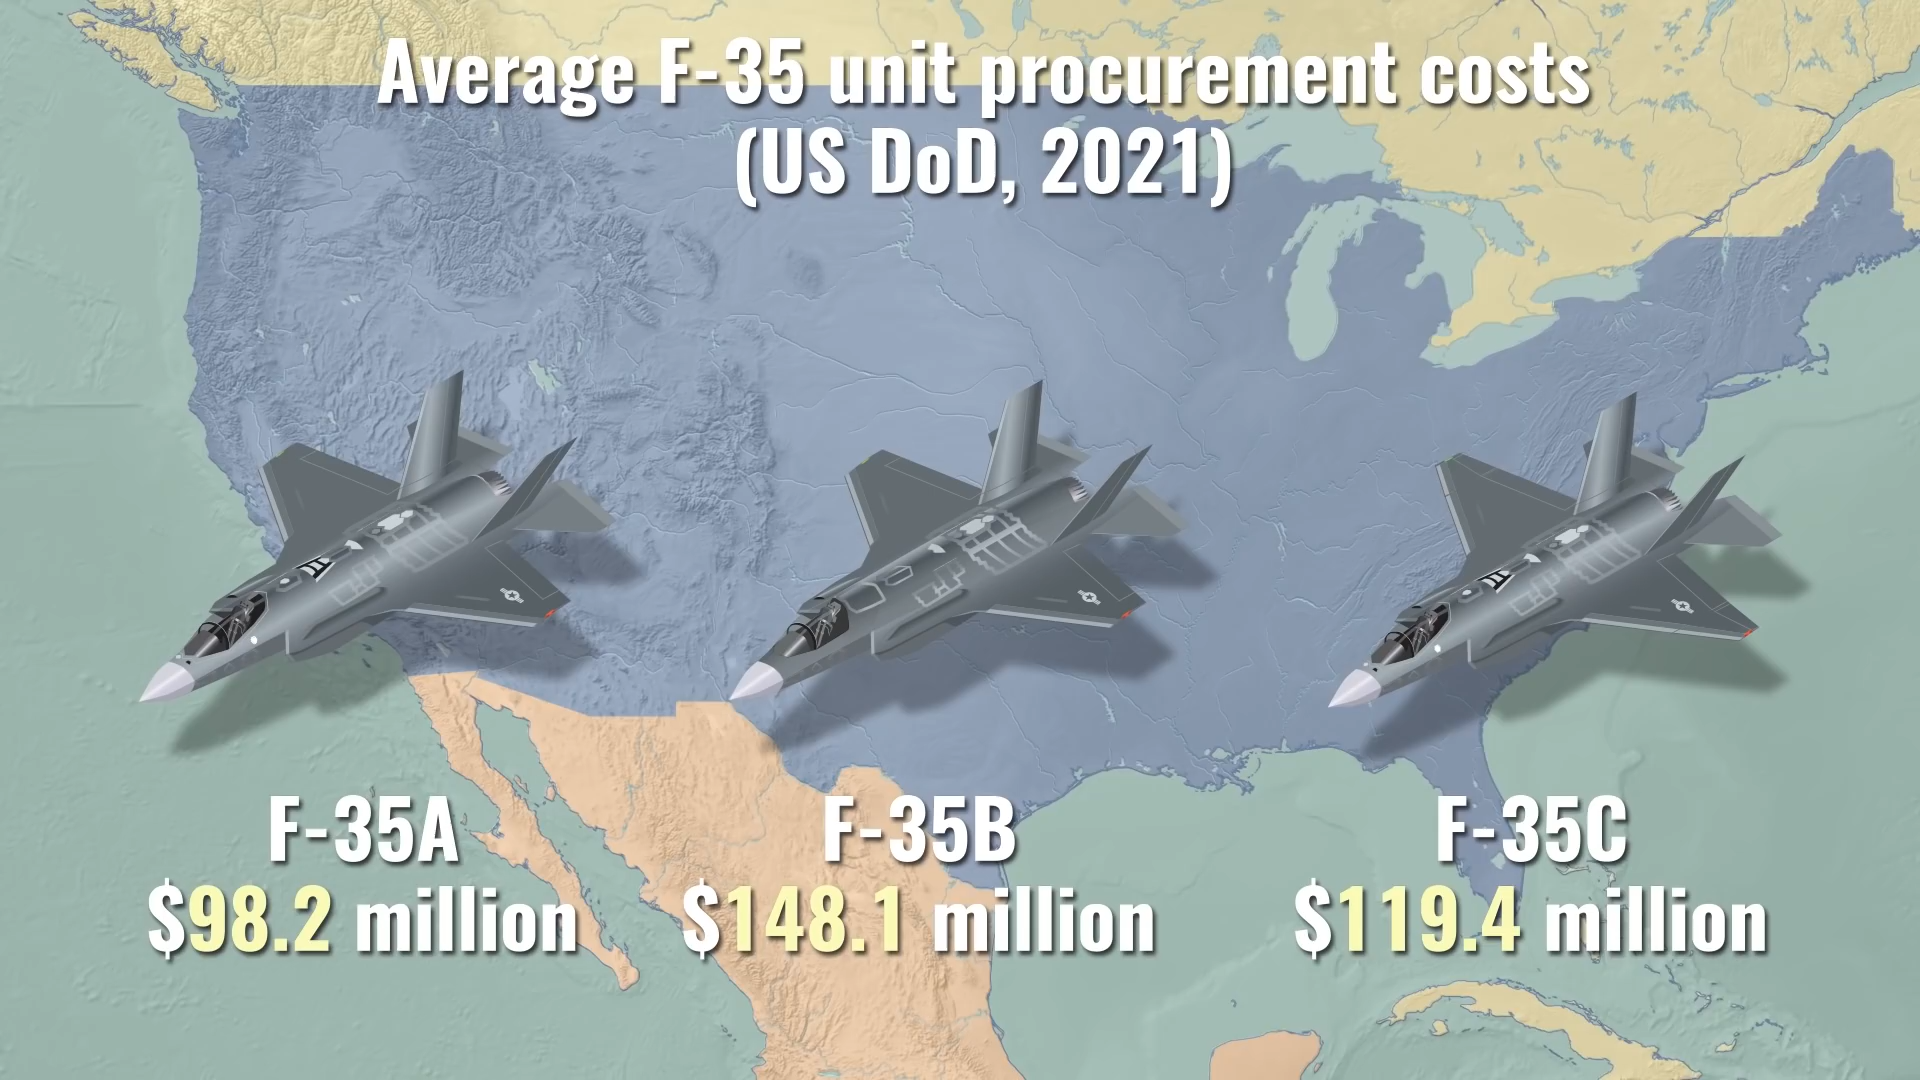 Average F-35 unit procurement costs
(US DoD, 2021)
F-35A
$98.2 million
F-35B
$148.1 million
F-35C
$119.4 million